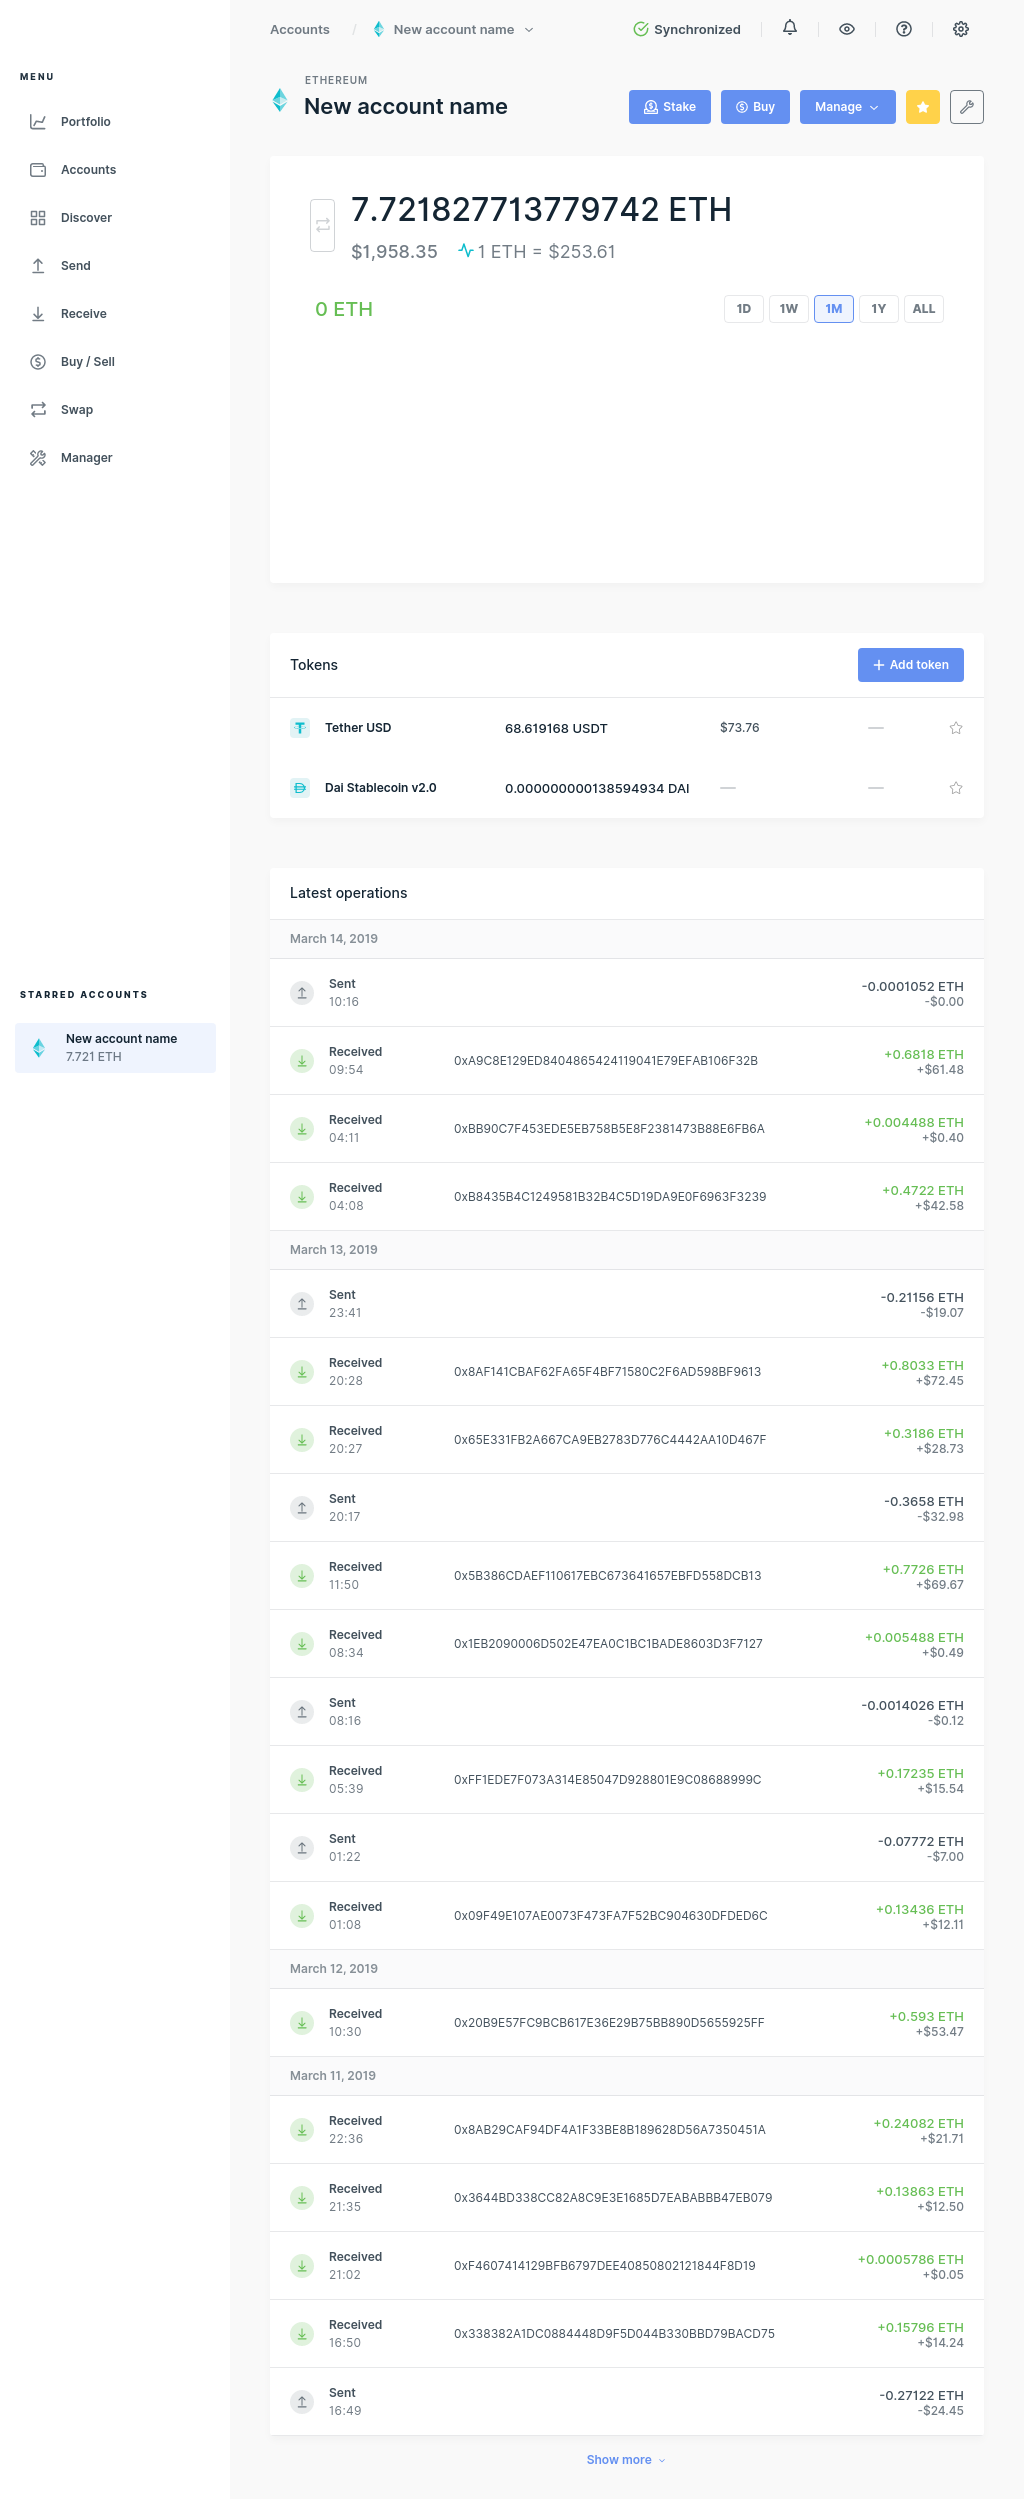 Accounts / New account name
Synchronized
MENU
Portfolio
Accounts
Discover
Send
Receive
Buy / Sell
Swap
Manager
STARRED ACCOUNTS
New account name
7.721 ETH
ETHEREUM
New account name
Stake
Buy
Manage
7.721827713779742 ETH
$1,958.35
1 ETH = $253.61
0 ETH
1D
1W
1M
1Y
ALL
Tokens
Add token
Tether USD 68.619168 USDT $73.76 —
Dai Stablecoin v2.0 0.000000000138594934 DAI — —
Latest operations
March 14, 2019
Sent
10:16
-0.0001052 ETH
-$0.00
Received
09:54
0xA9C8E129ED8404865424119041E79EFAB106F32B
+0.6818 ETH
+$61.48
Received
04:11
0xBB90C7F453EDE5EB758B5E8F2381473B88E6FB6A
+0.004488 ETH
+$0.40
Received
04:08
0xB8435B4C1249581B32B4C5D19DA9E0F6963F3239
+0.4722 ETH
+$42.58
March 13, 2019
Sent
23:41
-0.21156 ETH
-$19.07
Received
20:28
0x8AF141CBAF62FA65F4BF71580C2F6AD598BF9613
+0.8033 ETH
+$72.45
Received
20:27
0x65E331FB2A667CA9EB2783D776C4442AA10D467F
+0.3186 ETH
+$28.73
Sent
20:17
-0.3658 ETH
-$32.98
Received
11:50
0x5B386CDAEF110617EBC673641657EBFD558DCB13
+0.7726 ETH
+$69.67
Received
08:34
0x1EB2090006D502E47EA0C1BC1BADE8603D3F7127
+0.005488 ETH
+$0.49
Sent
08:16
-0.0014026 ETH
-$0.12
Received
05:39
0xFF1EDE7F073A314E85047D928801E9C08688999C
+0.17235 ETH
+$15.54
Sent
01:22
-0.07772 ETH
-$7.00
Received
01:08
0x09F49E107AE0073F473FA7F52BC904630DFDED6C
+0.13436 ETH
+$12.11
March 12, 2019
Received
10:30
0x20B9E57FC9BCB617E36E29B75BB890D5655925FF
+0.593 ETH
+$53.47
March 11, 2019
Received
22:36
0x8AB29CAF94DF4A1F33BE8B189628D56A7350451A
+0.24082 ETH
+$21.71
Received
21:35
0x3644BD338CC82A8C9E3E1685D7EABABBB47EB079
+0.13863 ETH
+$12.50
Received
21:02
0xF4607414129BFB6797DEE40850802121844F8D19
+0.0005786 ETH
+$0.05
Received
16:50
0x338382A1DC0884448D9F5D044B330BBD79BACD75
+0.15796 ETH
+$14.24
Sent
16:49
-0.27122 ETH
-$24.45
Show more